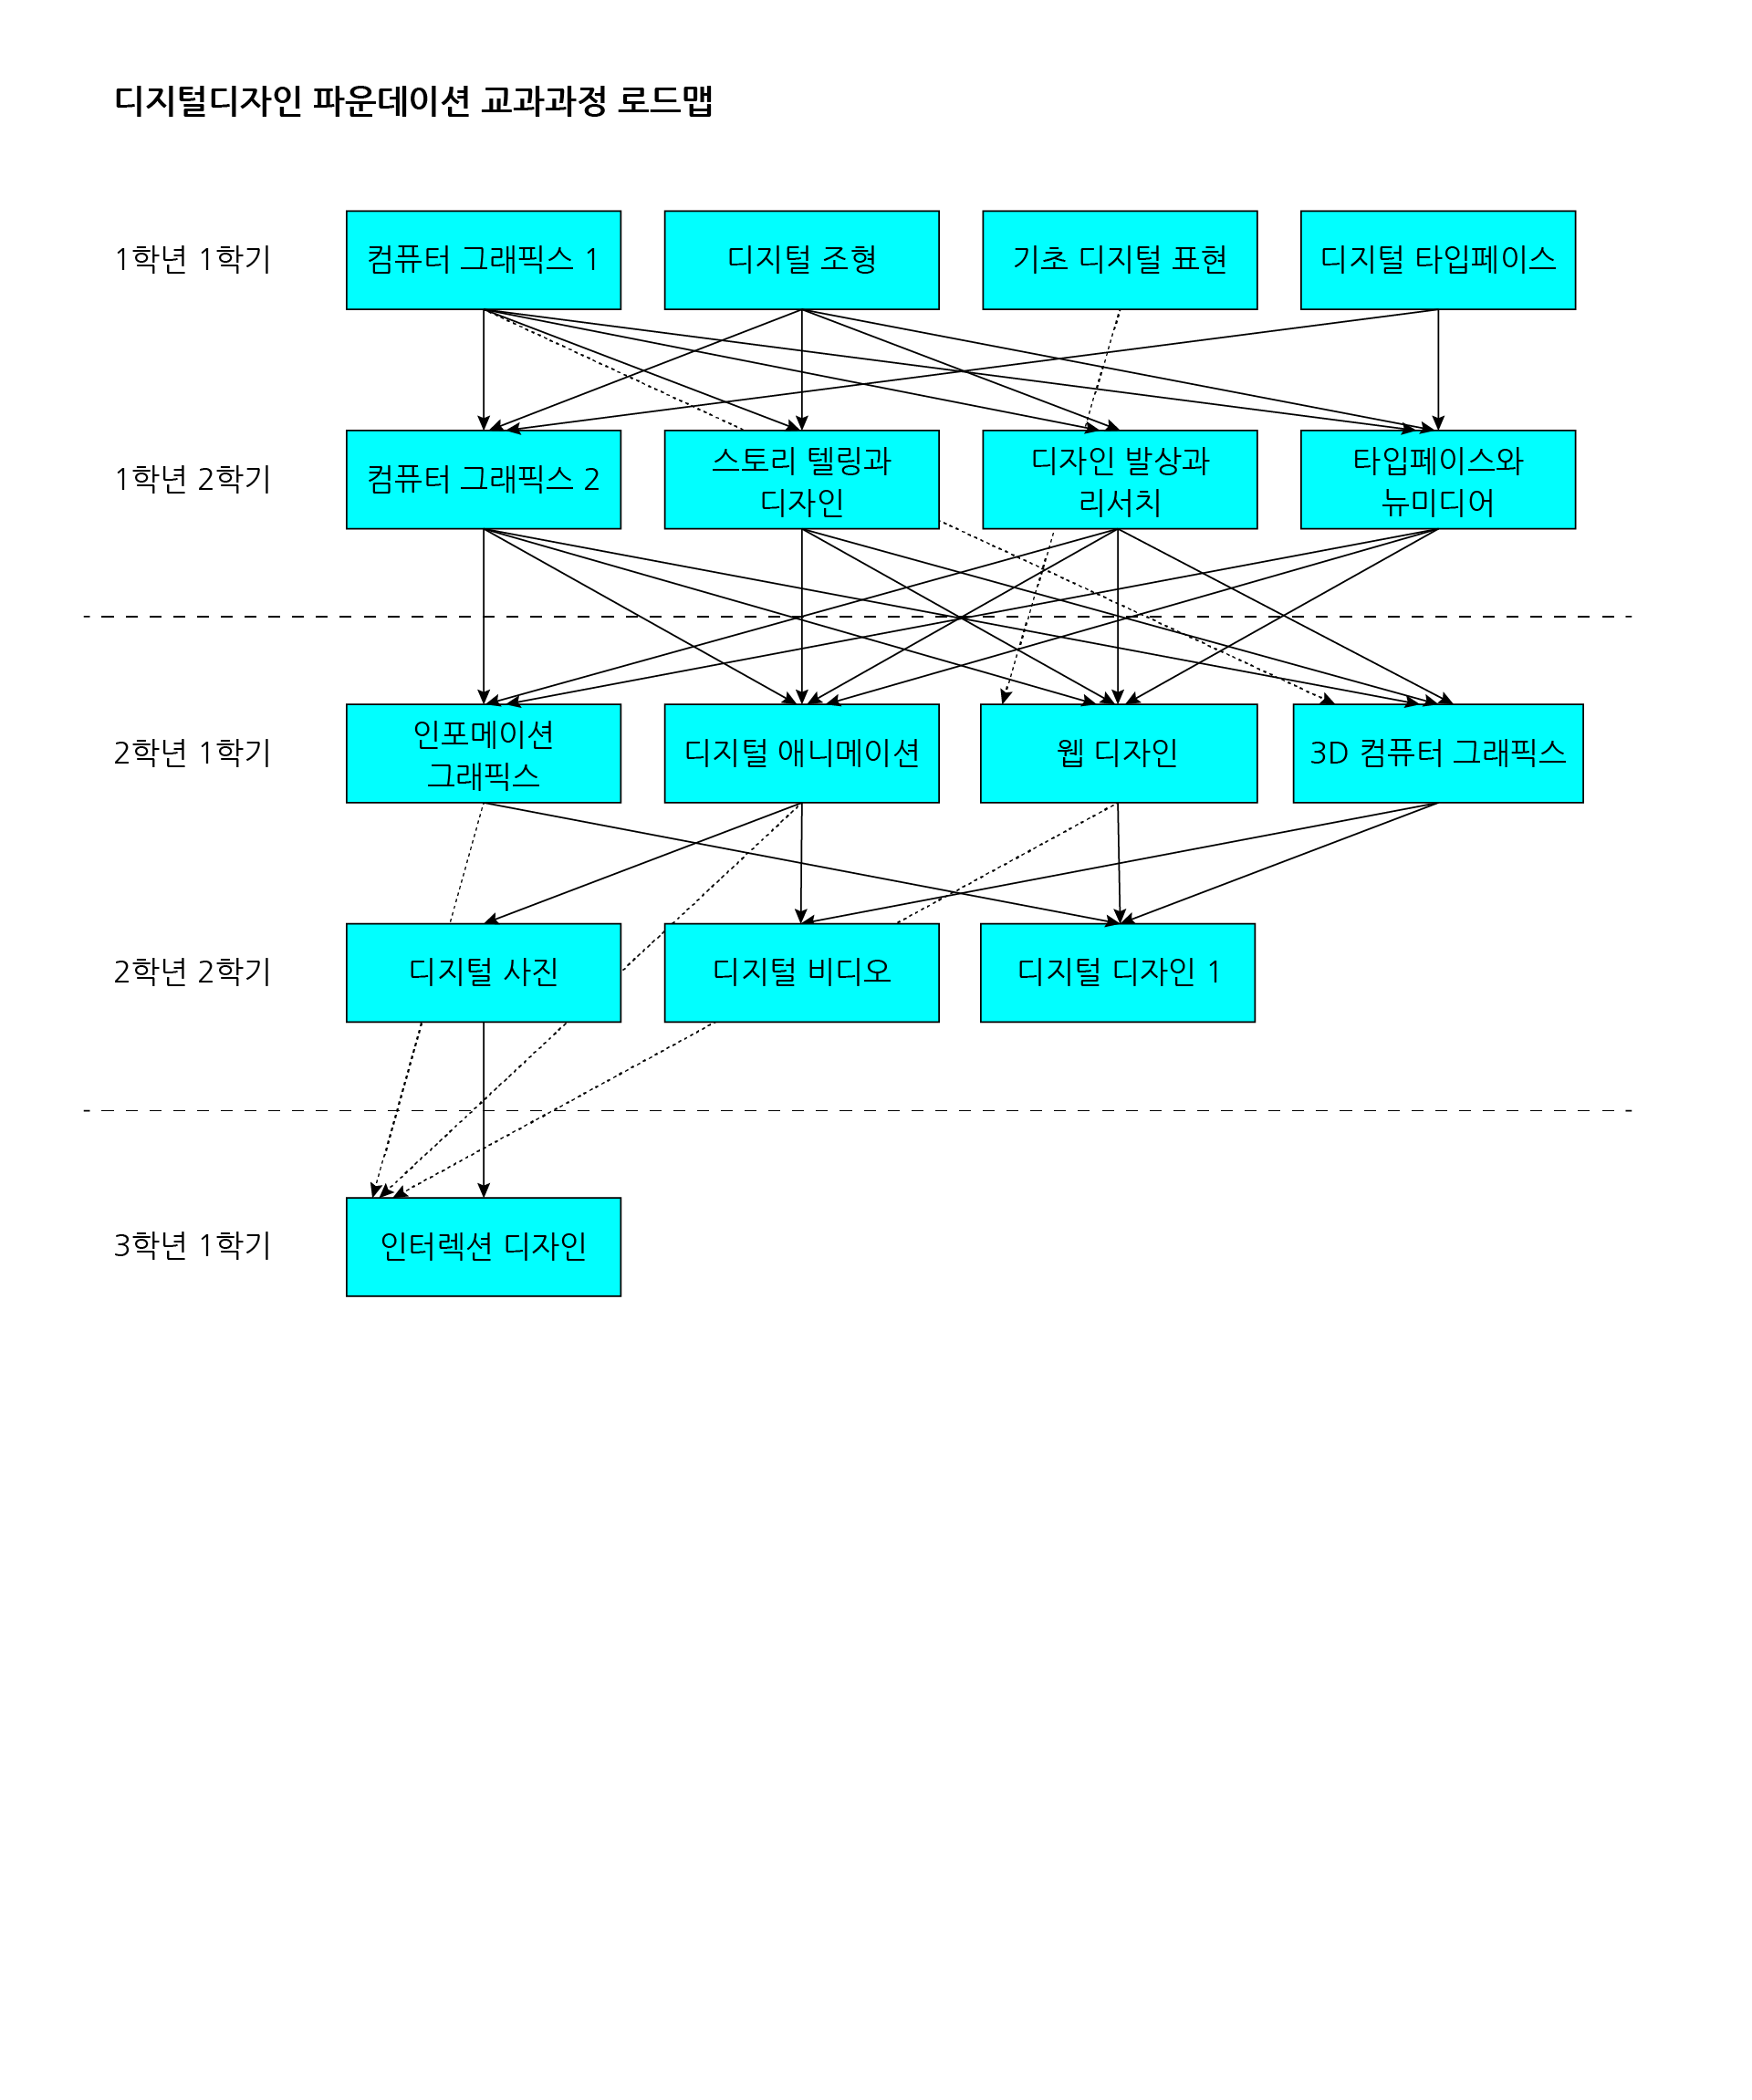 디지털디자인 파운데이션 교과과정 로드맵
1학년 1학기
컴퓨터 그래픽스 1
디지털 조형
기초 디지털 표현
디지털 타입페이스
1학년 2학기
컴퓨터 그래픽스 2
스토리 텔링과
디자인
디자인 발상과
리서치
타입페이스와
뉴미디어
2학년 1학기
인포메이션
그래픽스
디지털 애니메이션
웹 디자인
3D 컴퓨터 그래픽스
2학년 2학기
디지털 사진
디지털 비디오
디지털 디자인 1
3학년 1학기
인터렉션 디자인